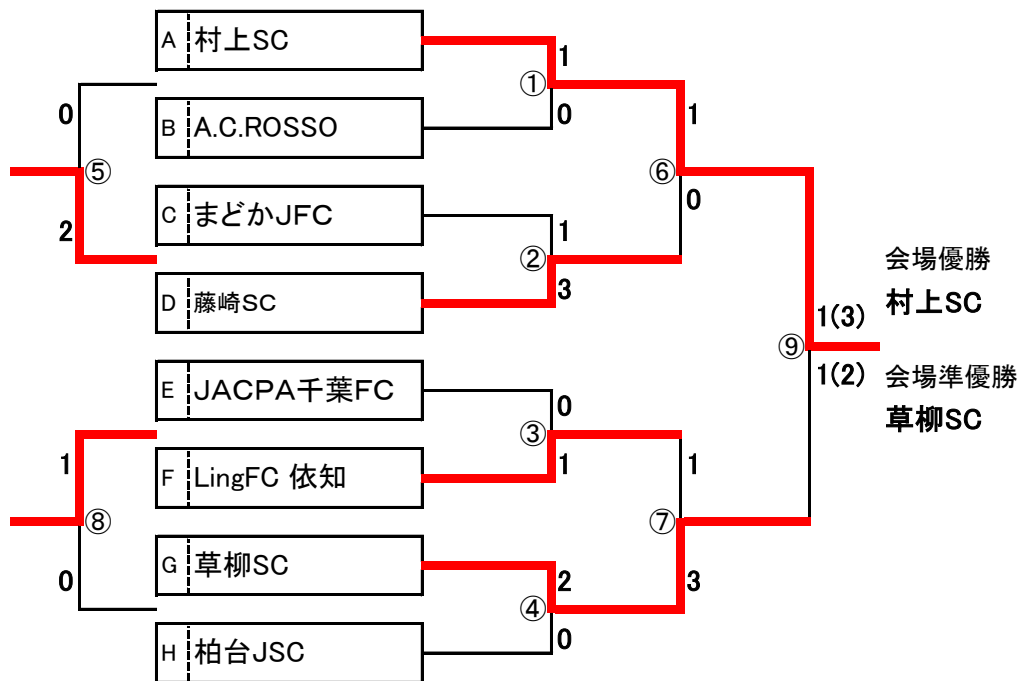 A 村上SC
1
①
0
0
B A.C.ROSSO
1
⑤
⑥
0
2
C まどかJFC
1
②
3
D 藤崎SC
会場優勝
村上SC
1(3)
⑨
1(2)
会場準優勝
草柳SC
E JACPA千葉FC
0
③
1
1
1
F LingFC 依知
⑧
⑦
0
3
G 草柳SC
2
④
0
H 柏台JSC